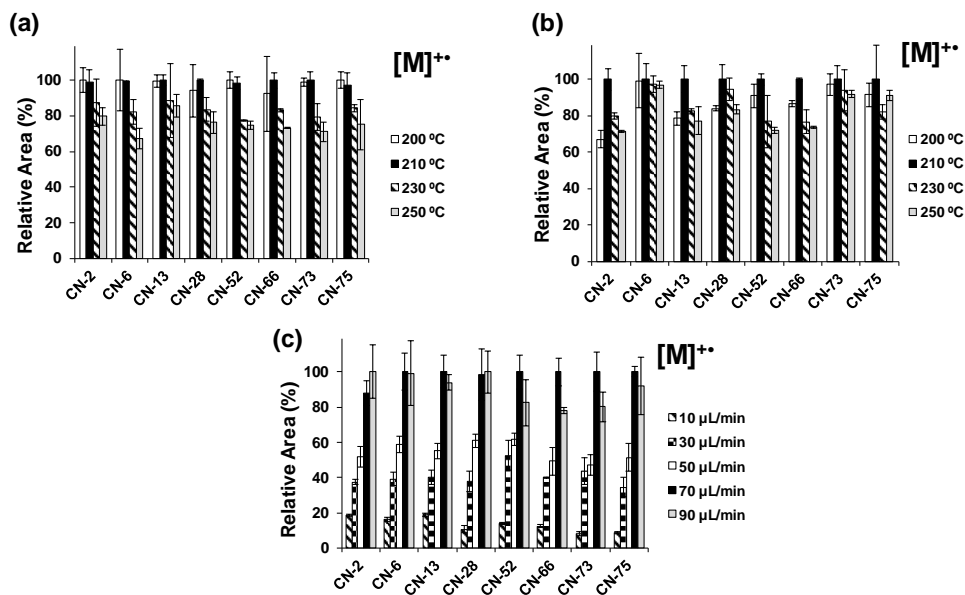 (a)
[M]+•
Relative Area (%)
100
80
60
40
20
0
200 ºC
210 ºC
230 ºC
250 ºC
CN-2
CN-6
CN-13
CN-28
CN-52
CN-66
CN-73
CN-75
(b)
[M]+•
Relative Area (%)
100
80
60
40
20
0
200 ºC
210 ºC
230 ºC
250 ºC
CN-2
CN-6
CN-13
CN-28
CN-52
CN-66
CN-73
CN-75
(c)
[M]+•
Relative Area (%)
100
80
60
40
20
0
10 µL/min
30 µL/min
50 µL/min
70 µL/min
90 µL/min
CN-2
CN-6
CN-13
CN-28
CN-52
CN-66
CN-73
CN-75